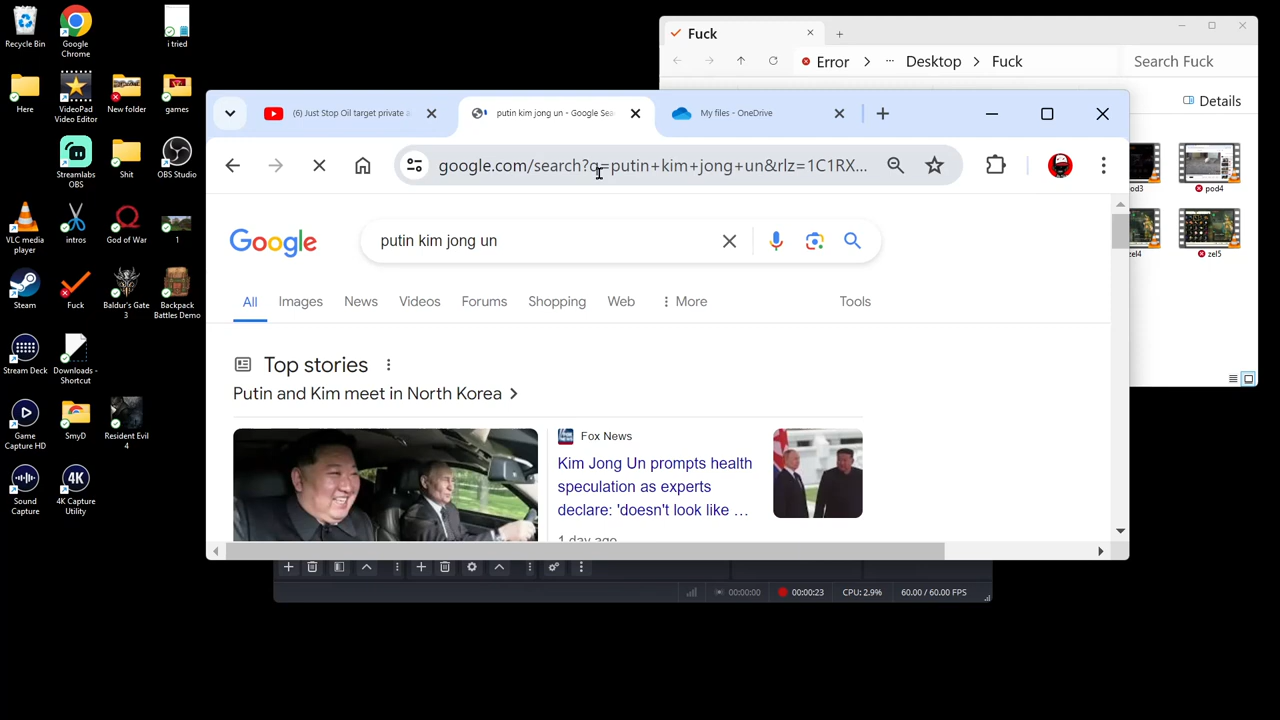 Recycle Bin
Google Chrome
i tried
Here
VideoPad Video Editor
New folder
games
Streamlabs OBS
Shit
OBS Studio
VLC media player
intros
God of War
1
Steam
Fuck
Baldur's Gate 3
Backpack Battles Demo
Stream Deck
Downloads - Shortcut
Game Capture HD
SmyD
Resident Evil 4
Sound Capture
4K Capture Utility
Fuck
Error
Desktop
Fuck
Search Fuck
Details
pod3
pod4
zel4
zel5
(6) Just Stop Oil target private a
putin kim jong un - Google Sea
My files - OneDrive
google.com/search?q=putin+kim+jong+un&rlz=1C1RX...
Google
putin kim jong un
All
Images
News
Videos
Forums
Shopping
Web
More
Tools
Top stories
Putin and Kim meet in North Korea
Fox News
Kim Jong Un prompts health
speculation as experts
declare: 'doesn't look like ...
1 day ago
00:00:00
00:00:23
CPU: 2.9%
60.00 / 60.00 FPS